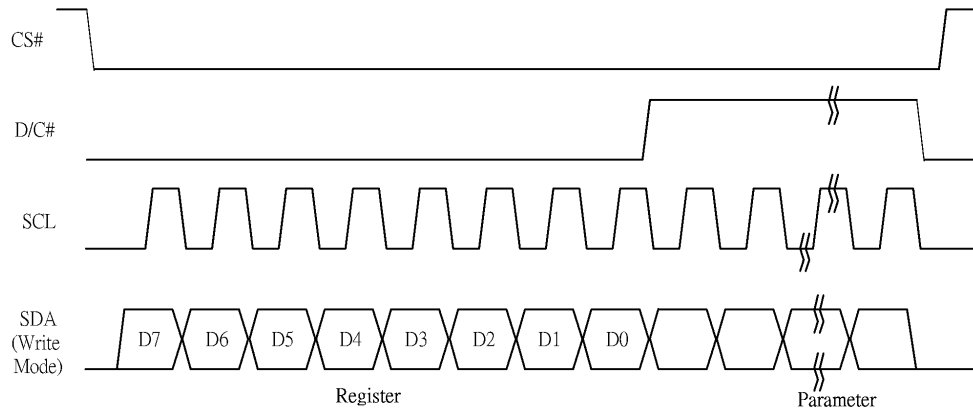 CS#
D/C#
SCL
SDA
(Write
Mode)
D7 D6 D5 D4 D3 D2 D1 D0
Register
Parameter